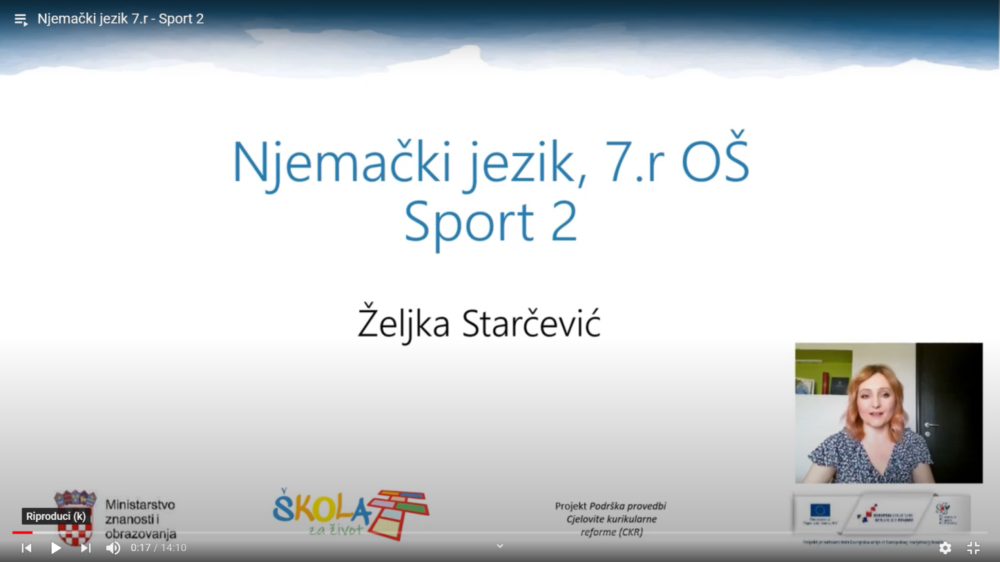 Njemački jezik 7.r - Sport 2
Njemački jezik, 7.r OŠ
Sport 2
Željka Starčević
Ministarstvo
znanosti i
obrazovanja
ŠKOLA
za život
Projekt Podrška provedbi
Cjelovite kurikularne
reforme (CKR)
Riproduci (k)
0:17 / 14:10